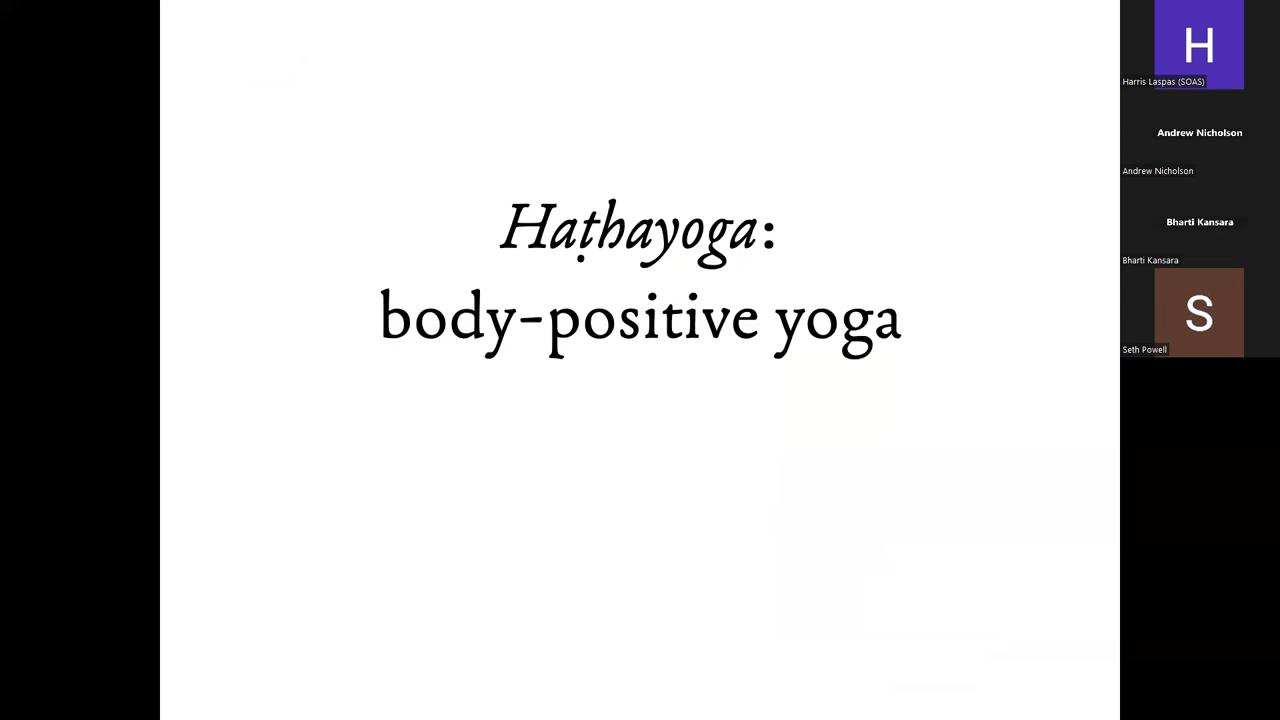 Haṭhayoga:
body-positive yoga
H
Harris Laspas (SOAS)
Andrew Nicholson
Andrew Nicholson
Bharti Kansara
Bharti Kansara
S
Seth Powell